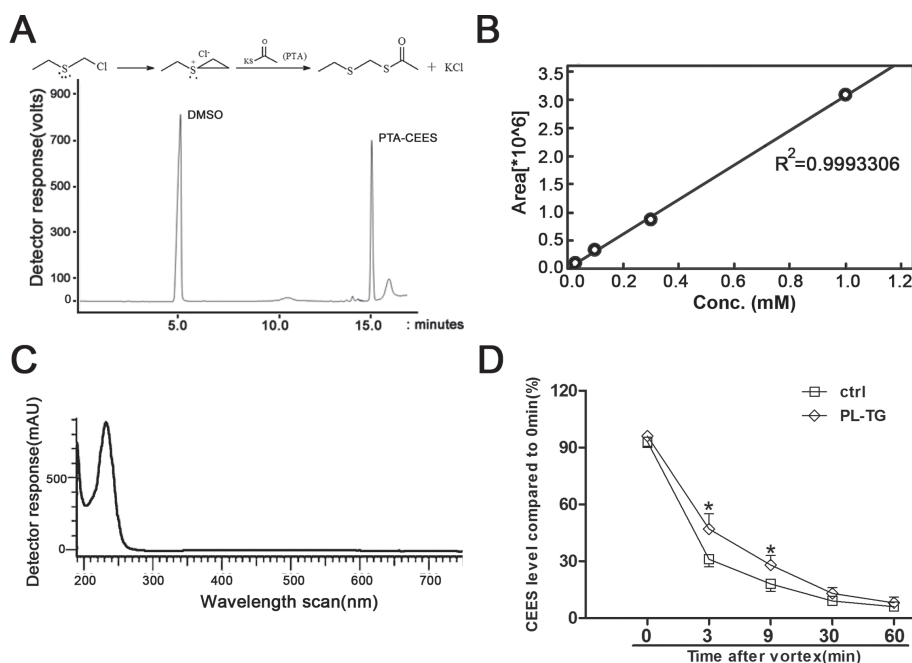 A
Cl
S
Cl-
S+
KS
O
(PTA)
O
S
S
+ KCl
Detector response(volts)
900
700
500
300
100
0
DMSO
PTA-CEES
5.0
10.0
15.0
: minutes
B
Area[*10^6]
3.5
3.0
2.5
2.0
1.5
1.0
0.5
0.0
R2=0.9993306
0.0 0.2 0.4 0.6 0.8 1.0 1.2
Conc. (mM)
C
Detector response(mAU)
500
0
200 300 400 500 600 700
Wavelength scan(nm)
D
CEES level compared to 0min(%)
120
90
60
30
0
ctrl
PL-TG
*
*
0 3 9 30 60
Time after vortex(min)